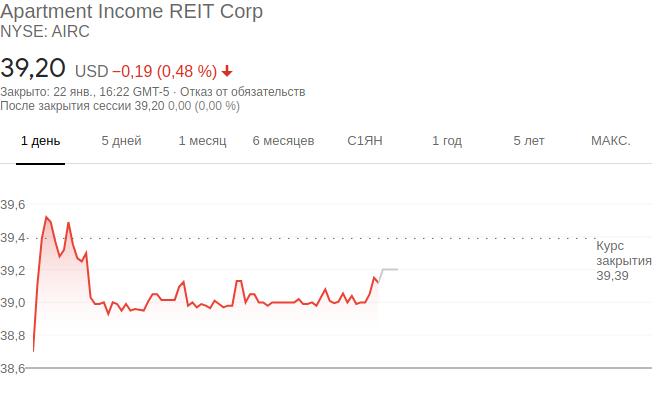 Apartment Income REIT Corp
NYSE: AIRC
39,20 USD −0,19 (0,48 %)
Закрыто: 22 янв., 16:22 GMT-5 · Отказ от обязательств
После закрытия сессии 39,20 0,00 (0,00 %)
1 день 5 дней 1 месяц 6 месяцев С1ЯН 1 год 5 лет МАКС.
39,6
39,4
39,2
39,0
38,8
38,6
Курс
закрытия
39,39